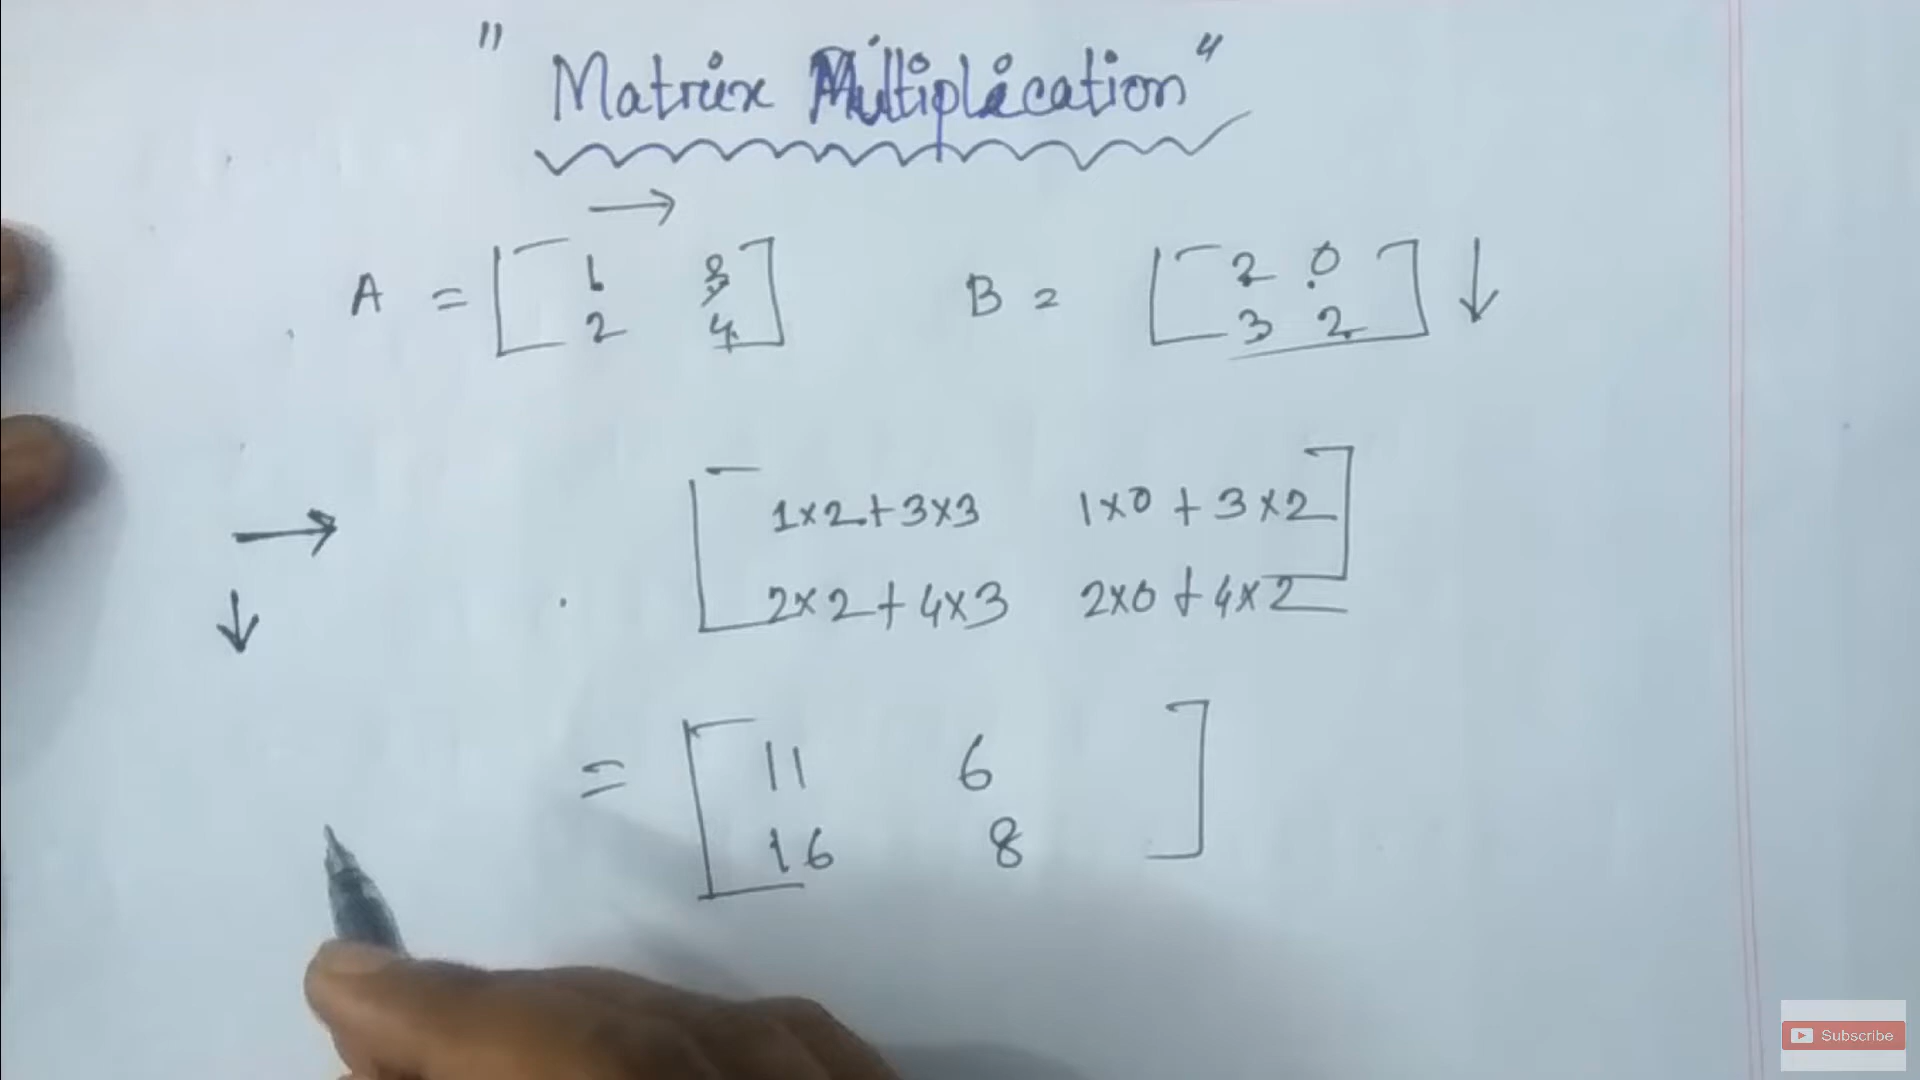 "Matrix Multiplication"
→
A = [ 1 3
2 4 ]
B = [ 2 0
3 2 ] ↓
[ 1×2+3×3 1×0+3×2
2×2+4×3 2×0+4×2 ]
→
↓
= [ 11 6
16 8 ]
Subscribe